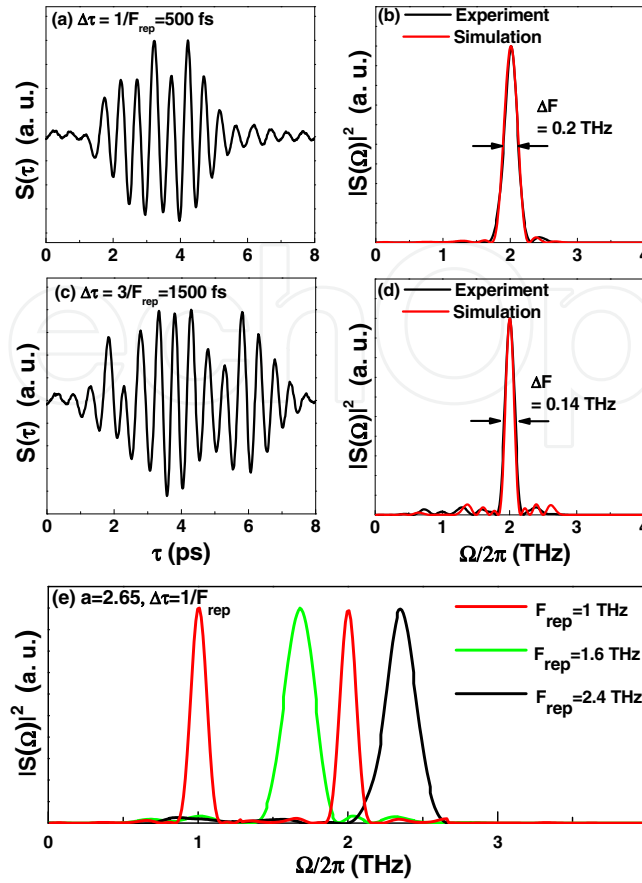 (a) Δτ = 1/F_rep=500 fs
S(τ) (a. u.)
0 2 4 6 8
(b)
Experiment
Simulation
ΔF
= 0.2 THz
|S(Ω)|²
0 1 2 3 4
(c) Δτ = 3/F_rep=1500 fs
S(τ) (a. u.)
0 2 4 6 8
τ (ps)
(d)
Experiment
Simulation
ΔF
= 0.14 THz
|S(Ω)|² (a. u.)
0 1 2 3 4
Ω/2π (THz)
(e) a=2.65, Δτ=1/F_rep
F_rep=1 THz
F_rep=1.6 THz
F_rep=2.4 THz
|S(Ω)|² (a. u.)
0 1 2 3
Ω/2π (THz)
echOp